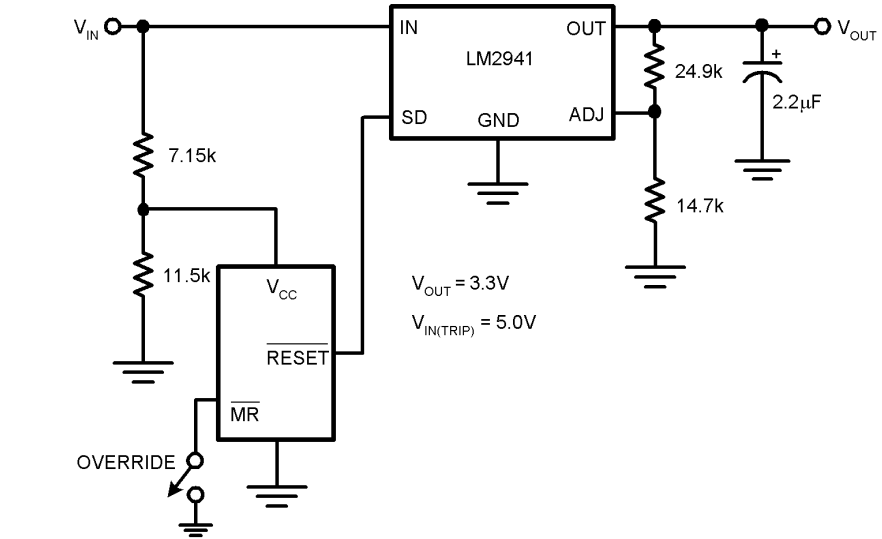 VIN
IN
OUT
VOUT
LM2941
24.9k
2.2µF
SD
GND
ADJ
7.15k
14.7k
11.5k
VCC
VOUT = 3.3V
VIN(TRIP) = 5.0V
RESET
MR
OVERRIDE
+